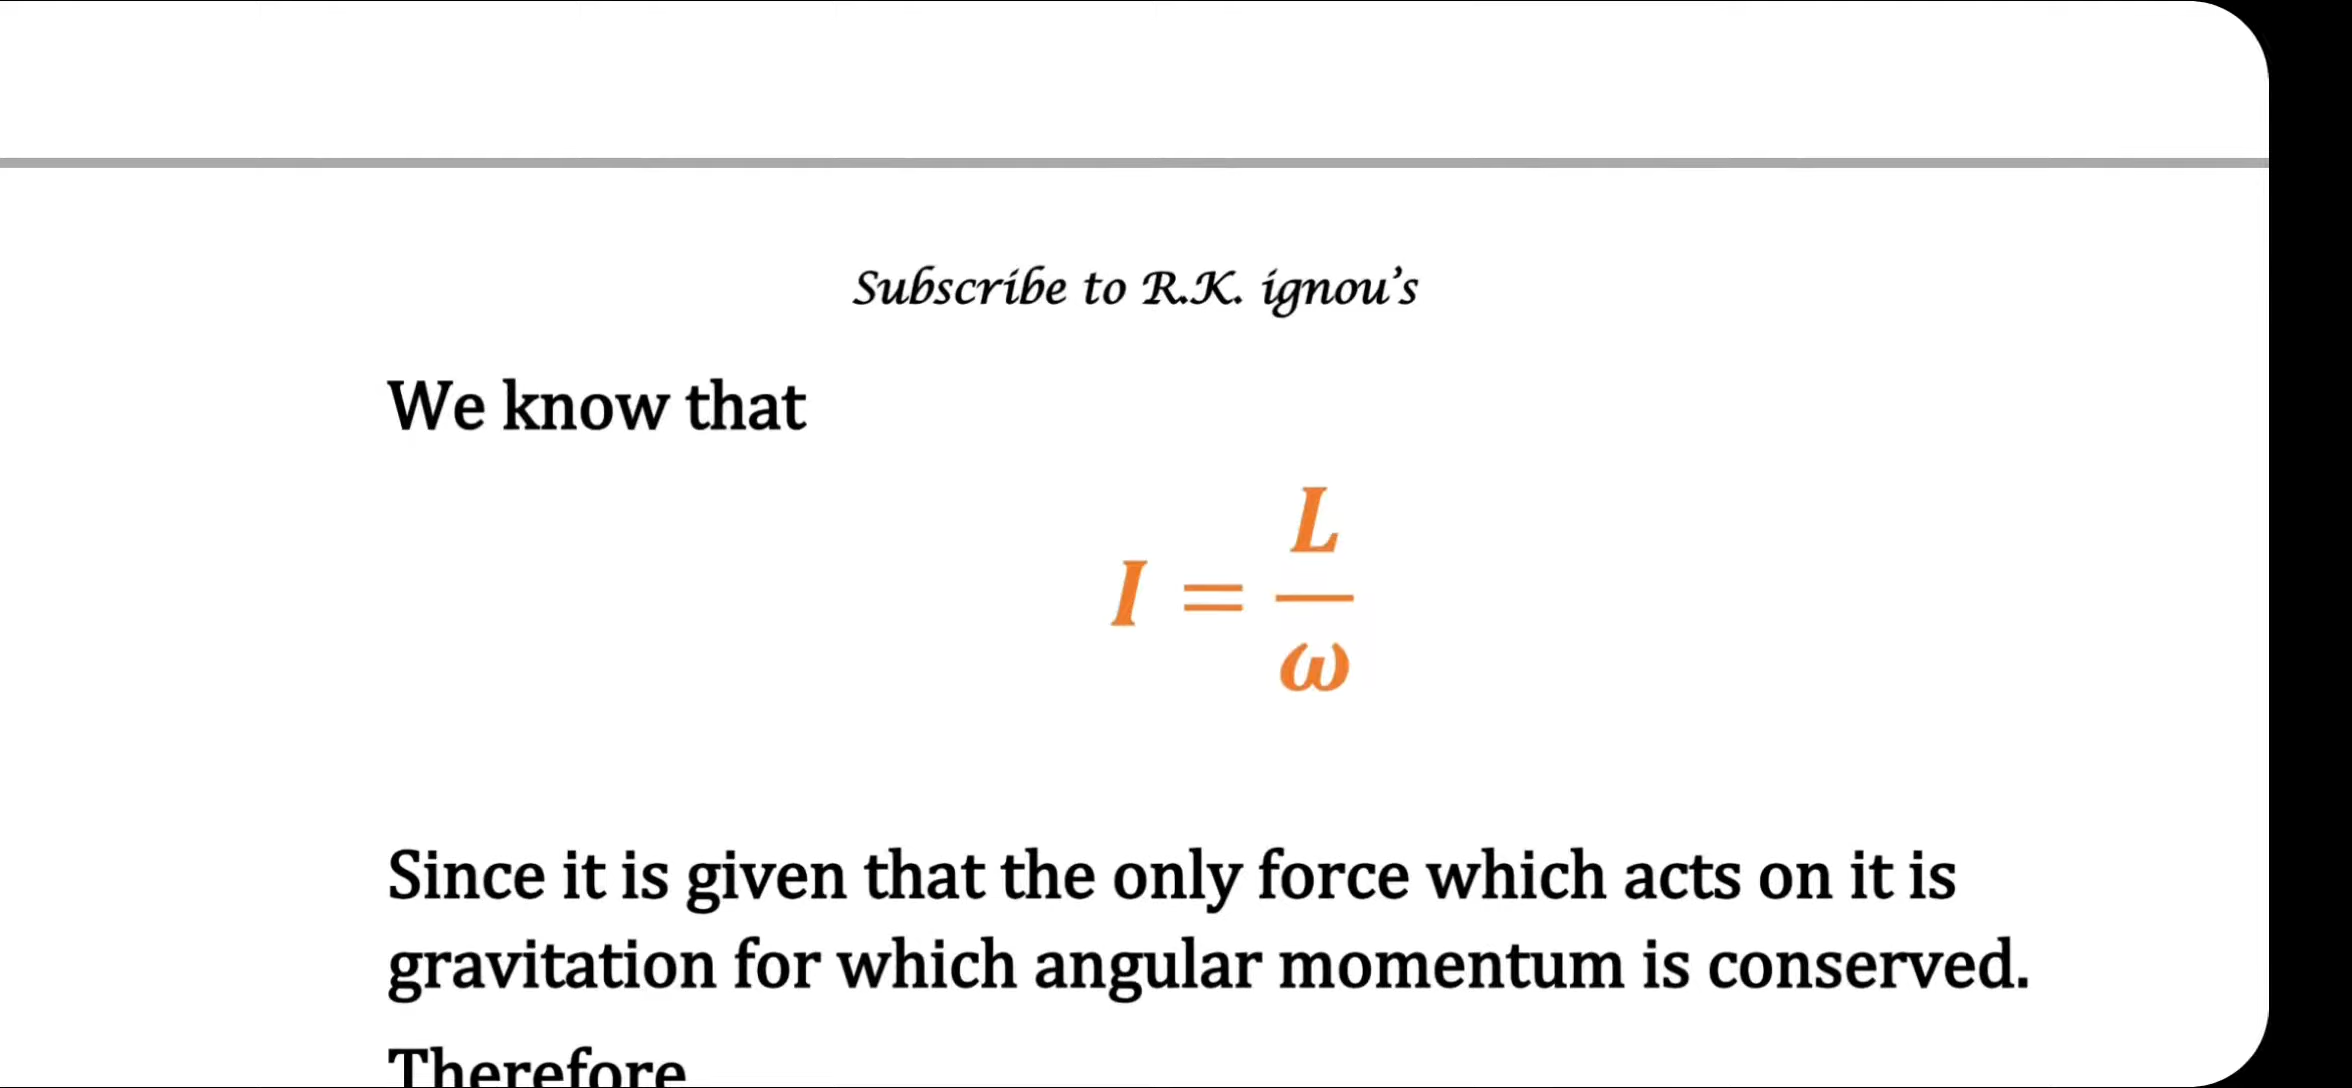 Subscribe to R.K. ignou’s
We know that
I = L/ω
Since it is given that the only force which acts on it is
gravitation for which angular momentum is conserved.
Therefore